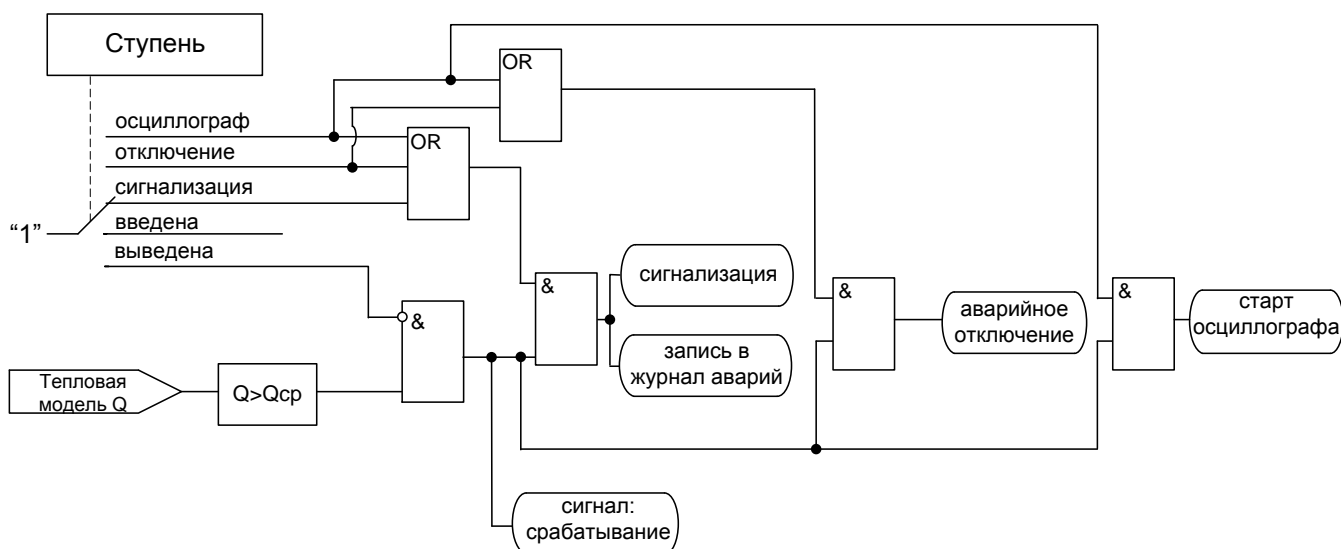 Ступень
осциллограф
отключение
сигнализация
“1”
введена
выведена
OR
OR
&
&
&
&
сигнализация
запись в
журнал аварий
аварийное
отключение
старт
осциллографа
Тепловая
модель Q
Q>Qср
сигнал:
срабатывание